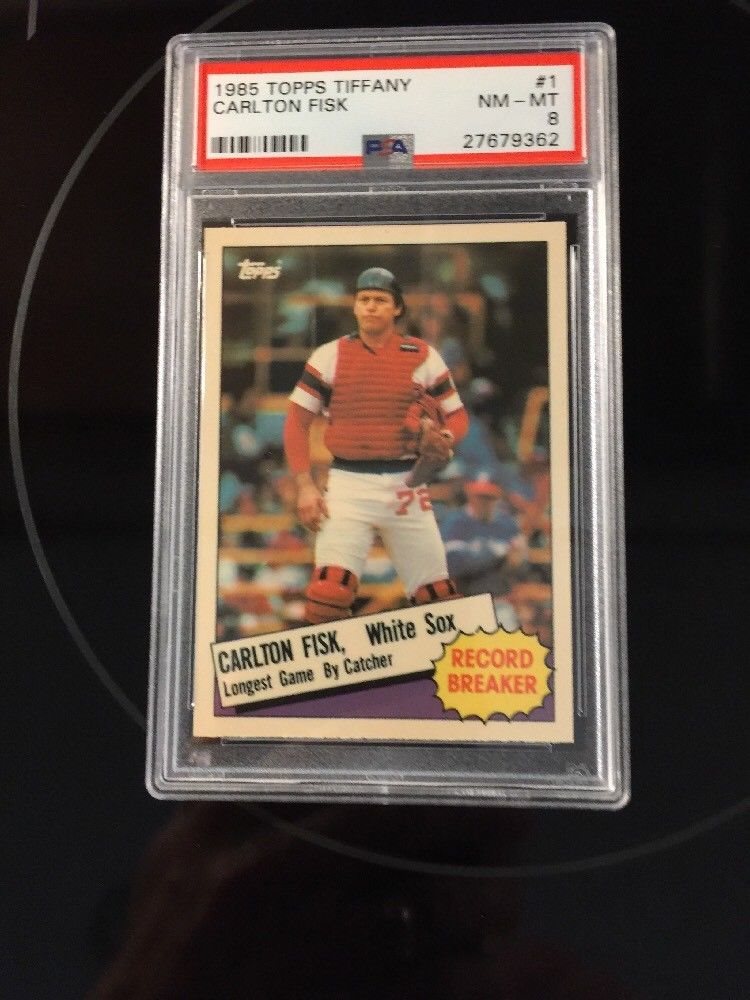 1985 TOPPS TIFFANY #1
CARLTON FISK NM - MT
8
PSA 27679362
Topps
72
CARLTON FISK, White Sox
Longest Game By Catcher
RECORD
BREAKER